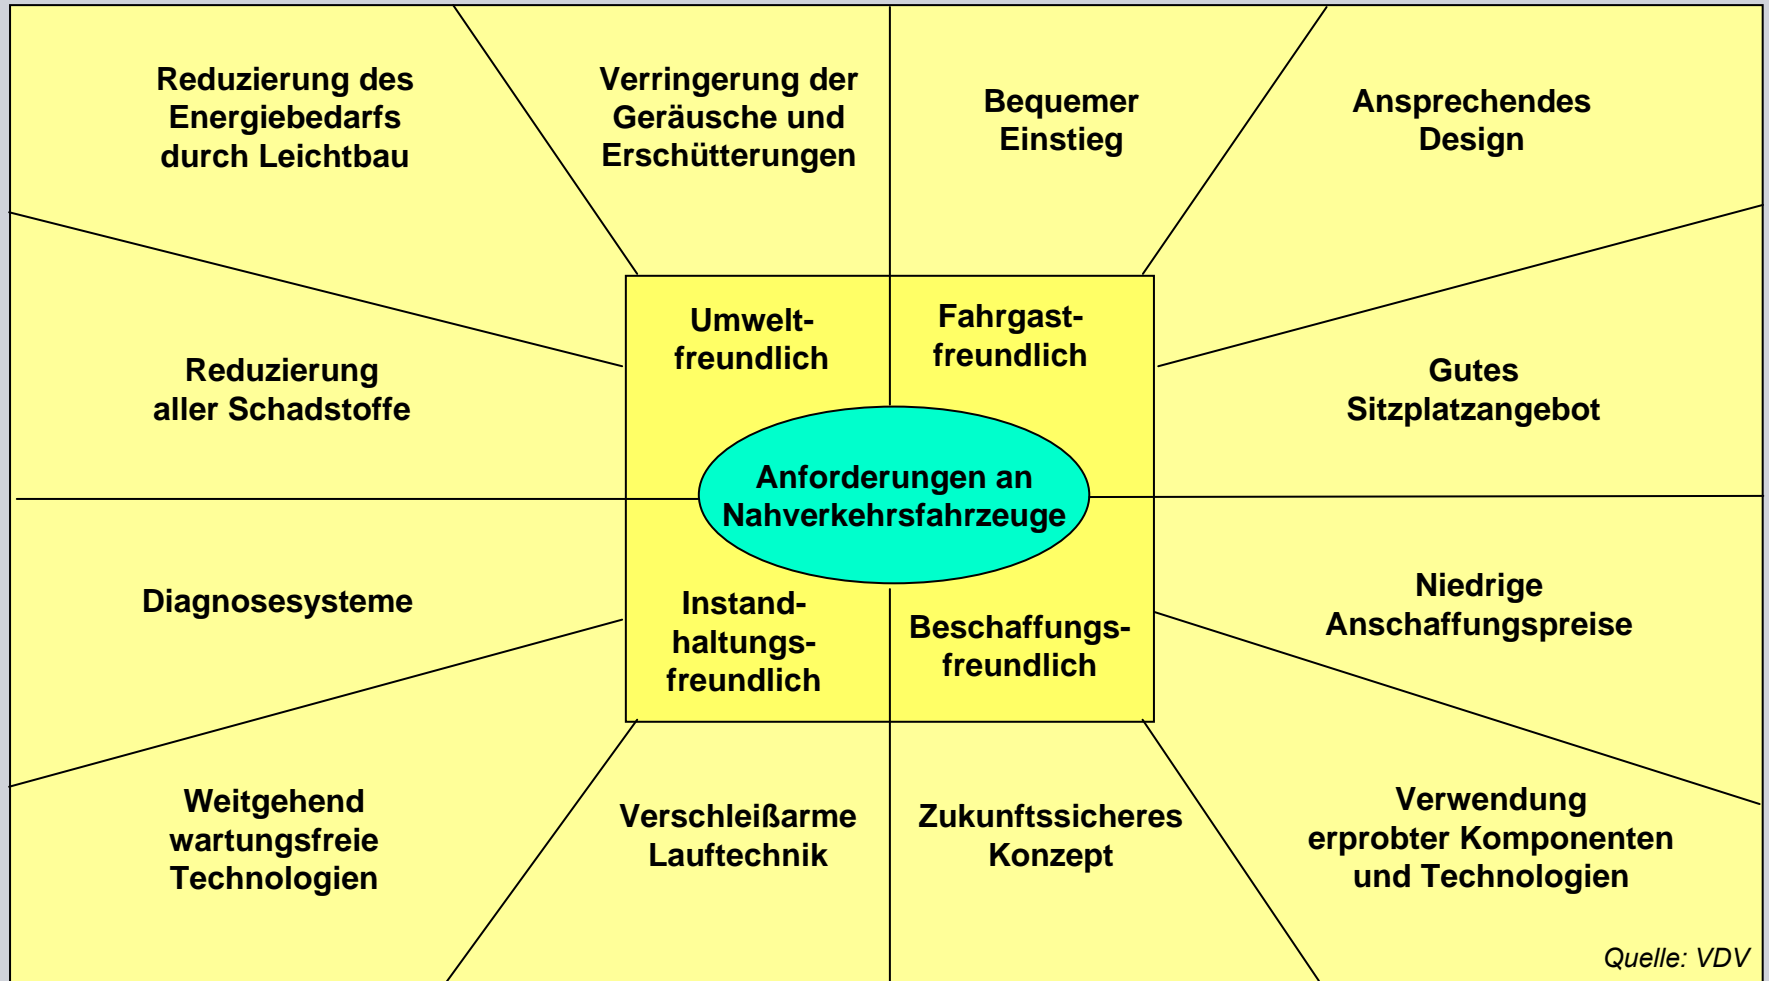 Reduzierung des
Energiebedarfs
durch Leichtbau
Verringerung der
Geräusche und
Erschütterungen
Bequemer
Einstieg
Ansprechendes
Design
Umwelt-
freundlich
Fahrgast-
freundlich
Reduzierung
aller Schadstoffe
Gutes
Sitzplatzangebot
Anforderungen an
Nahverkehrsfahrzeuge
Diagnosesysteme
Instand-
haltungs-
freundlich
Beschaffungs-
freundlich
Niedrige
Anschaffungspreise
Weitgehend
wartungsfreie
Technologien
Verschleißarme
Lauftechnik
Zukunftssicheres
Konzept
Verwendung
erprobter Komponenten
und Technologien
Quelle: VDV